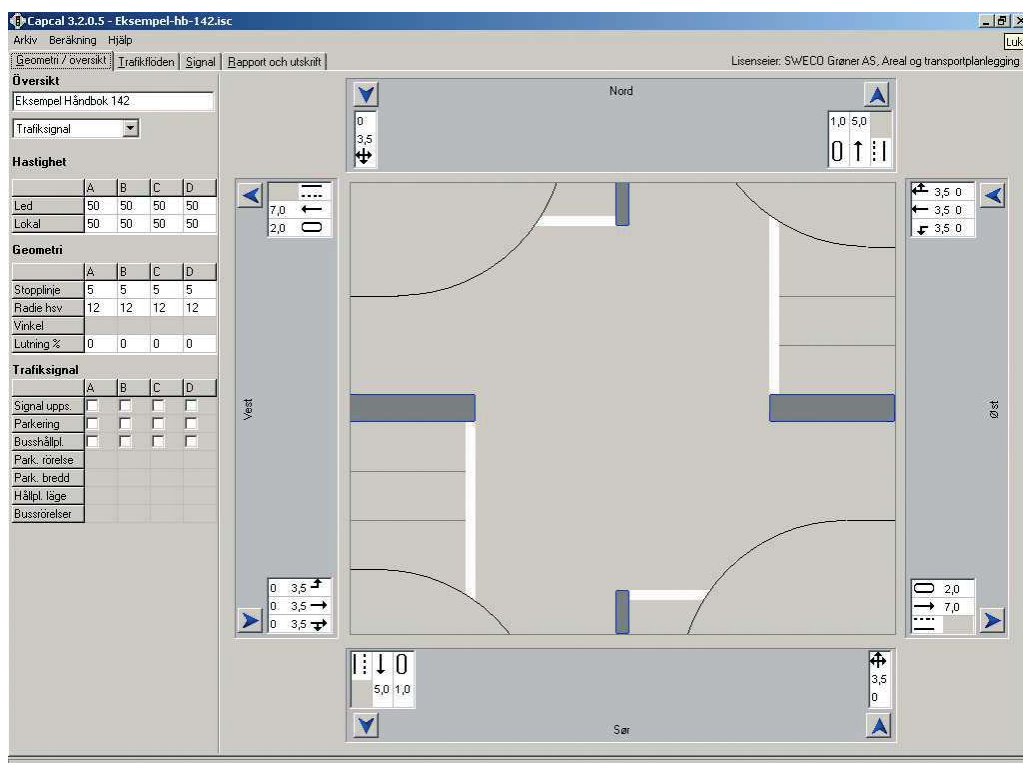 Capcal 3.2.0.5 - Eksempel-hb-142.isc
Arkiv Beräkning Hjälp
Luk
Geometri / översikt Trafikflöden Signal Rapport och utskrift
Lisenseier: SWECO Grøner AS, Areal og transportplanlegging
Översikt
Eksempel Håndbok 142
Trafiksignal
Hastighet
A B C D
Led 50 50 50 50
Lokal 50 50 50 50
Geometri
A B C D
Stopplinje 5 5 5 5
Radie hsv 12 12 12 12
Vinkel
Lutning % 0 0 0 0
Trafiksignal
A B C D
Signal upps.
Parkering
Busshållpl.
Park. rörelse
Park. bredd
Hållpl. läge
Bussrörelser
Nord
0
3,5
1,0 5,0
7,0
2,0
Vest
0 3,5
0 3,5
0 3,5
3,5 0
3,5 0
3,5 0
Øst
2,0
7,0
5,0 1,0
Sør
3,5
0